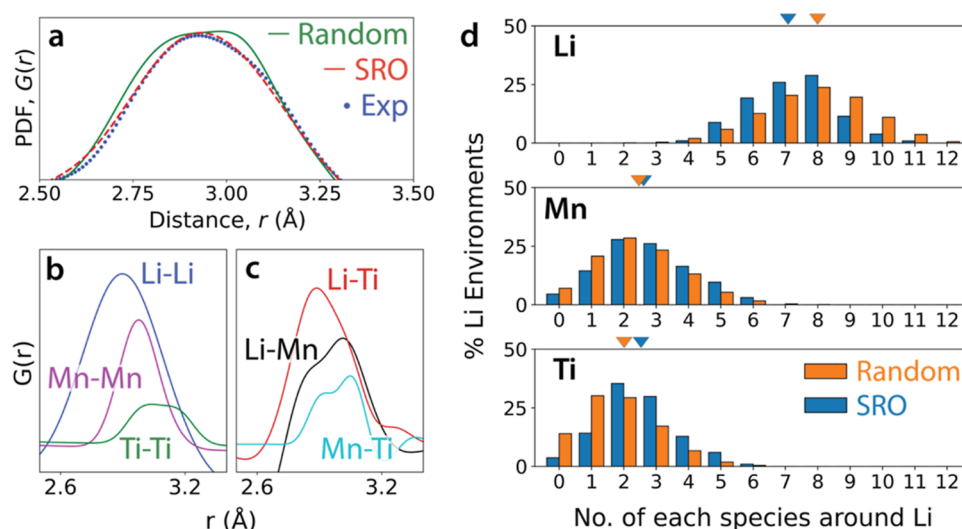 a
Random
SRO
Exp
PDF, G(r)
2.50 2.75 3.00 3.25 3.50
Distance, r (Å)
b
Li-Li
Mn-Mn
Ti-Ti
G(r)
2.6 3.2
c
Li-Ti
Li-Mn
Mn-Ti
2.6 3.2
r (Å)
d
50
25
0
Li
0 1 2 3 4 5 6 7 8 9 10 11 12
% Li Environments
50
25
0
Mn
0 1 2 3 4 5 6 7 8 9 10 11 12
50
25
0
Ti
Random
SRO
0 1 2 3 4 5 6 7 8 9 10 11 12
No. of each species around Li